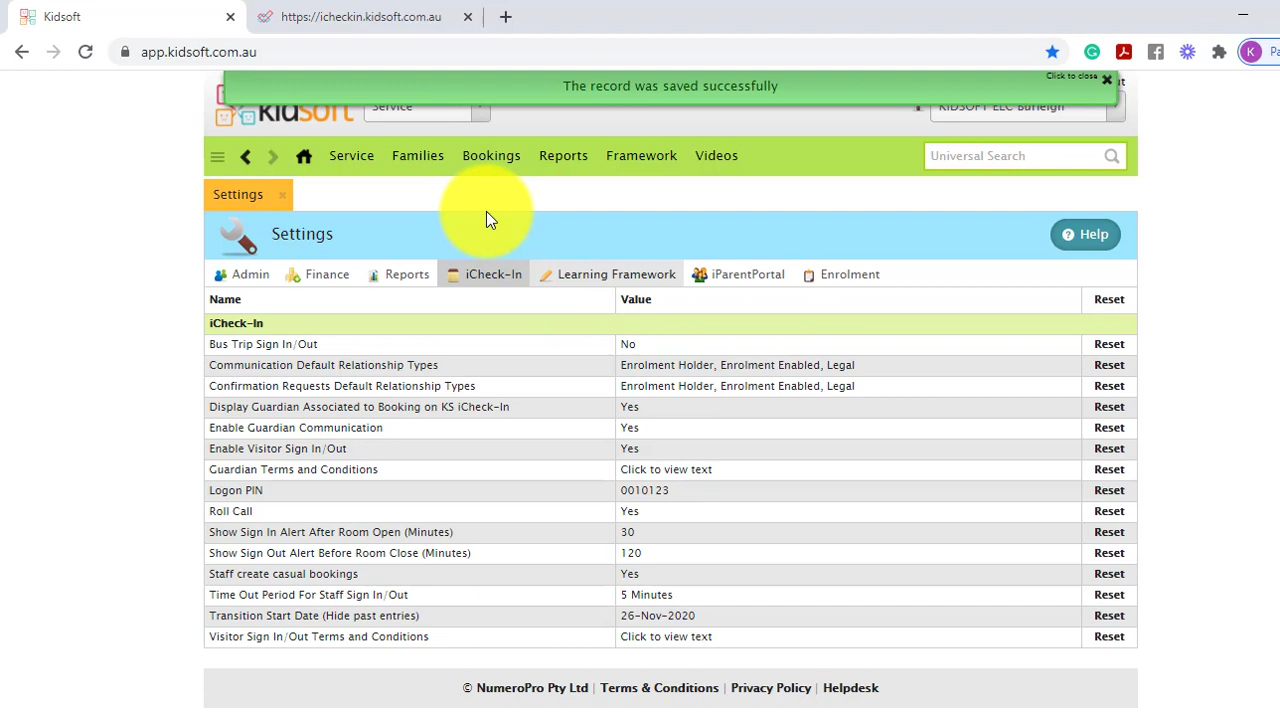 Kidsoft
https://icheckin.kidsoft.com.au
app.kidsoft.com.au
K
Pa
The record was saved successfully
Click to close
kidsoft
Service
KIDSOFT ELC Burleigh
Service Families Bookings Reports Framework Videos
Universal Search
Settings
Settings
Help
Admin Finance Reports iCheck-In Learning Framework iParentPortal Enrolment
Name Value Reset
iCheck-In
Bus Trip Sign In/Out No Reset
Communication Default Relationship Types Enrolment Holder, Enrolment Enabled, Legal Reset
Confirmation Requests Default Relationship Types Enrolment Holder, Enrolment Enabled, Legal Reset
Display Guardian Associated to Booking on KS iCheck-In Yes Reset
Enable Guardian Communication Yes Reset
Enable Visitor Sign In/Out Yes Reset
Guardian Terms and Conditions Click to view text Reset
Logon PIN 0010123 Reset
Roll Call Yes Reset
Show Sign In Alert After Room Open (Minutes) 30 Reset
Show Sign Out Alert Before Room Close (Minutes) 120 Reset
Staff create casual bookings Yes Reset
Time Out Period For Staff Sign In/Out 5 Minutes Reset
Transition Start Date (Hide past entries) 26-Nov-2020 Reset
Visitor Sign In/Out Terms and Conditions Click to view text Reset
© NumeroPro Pty Ltd | Terms & Conditions | Privacy Policy | Helpdesk